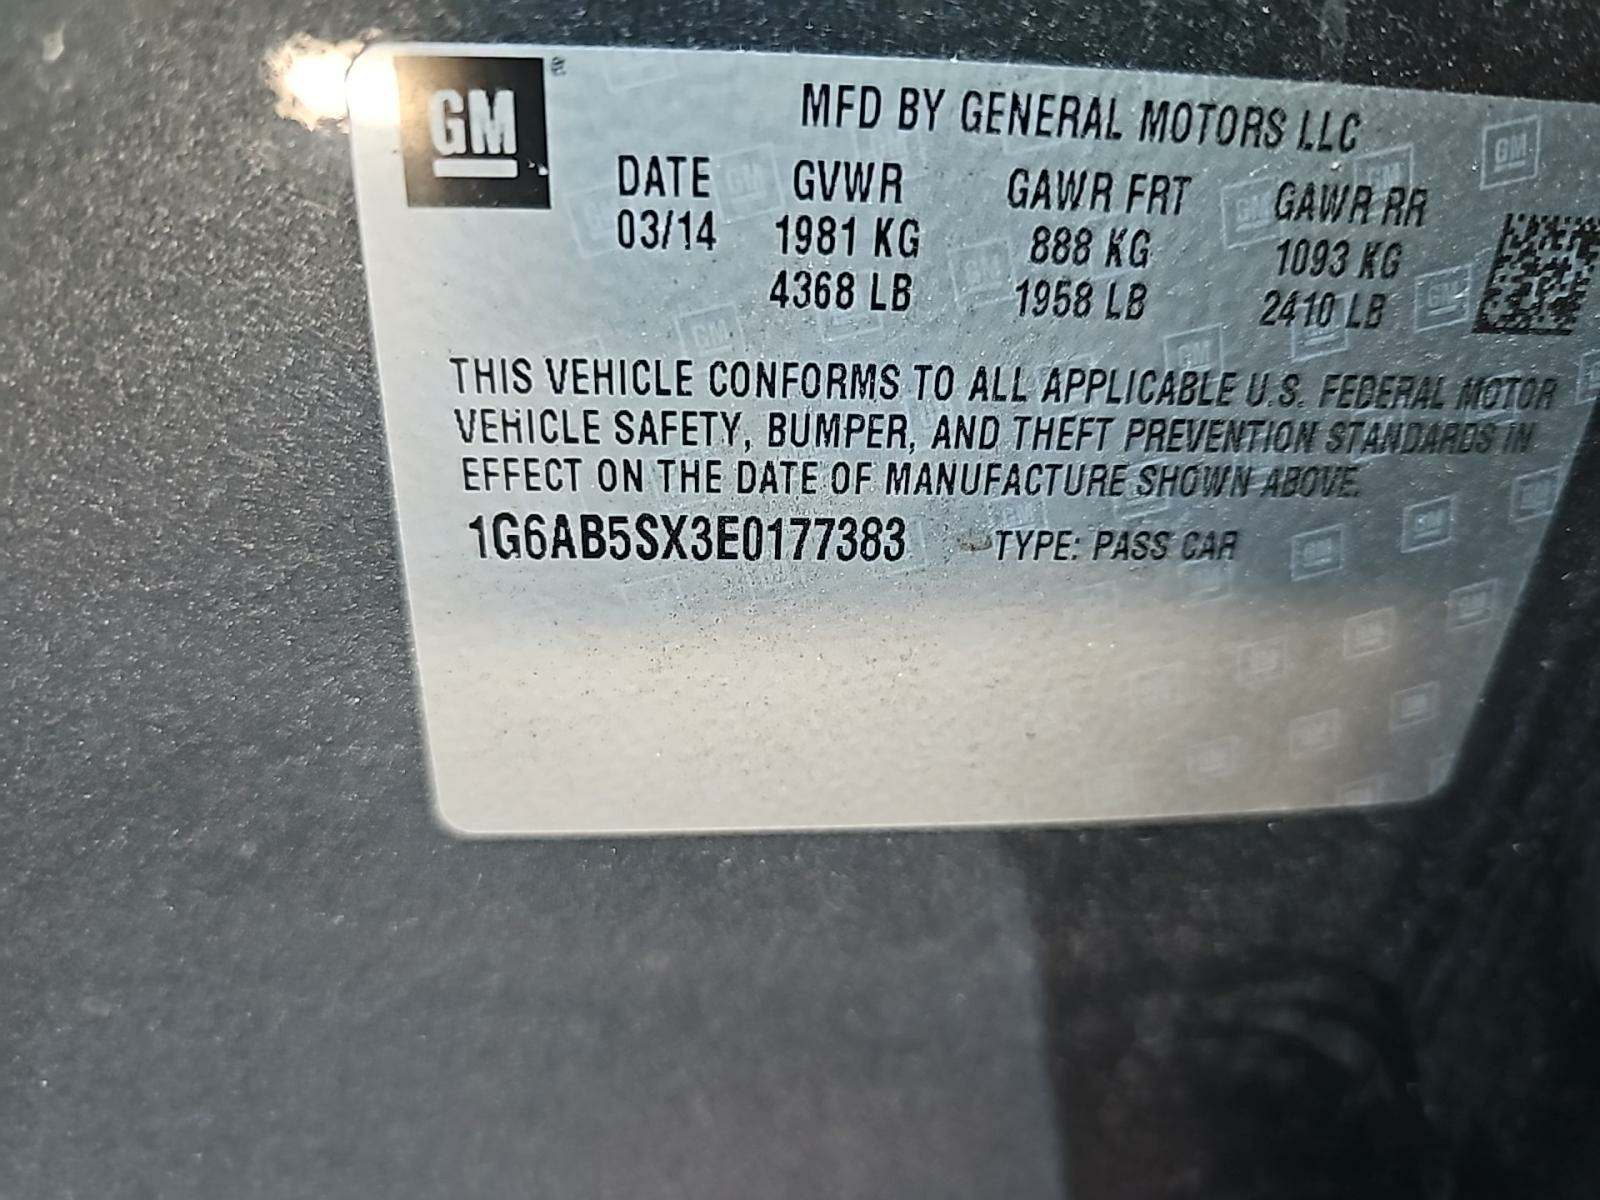 GM
MFD BY GENERAL MOTORS LLC
DATE GVWR GAWR FRT GAWR RR
03/14 1981 KG 888 KG 1093 KG
4368 LB 1958 LB 2410 LB
THIS VEHICLE CONFORMS TO ALL APPLICABLE U.S. FEDERAL MOTOR
VEHICLE SAFETY, BUMPER, AND THEFT PREVENTION STANDARDS IN
EFFECT ON THE DATE OF MANUFACTURE SHOWN ABOVE.
1G6AB5SX3E0177383 TYPE: PASS CAR